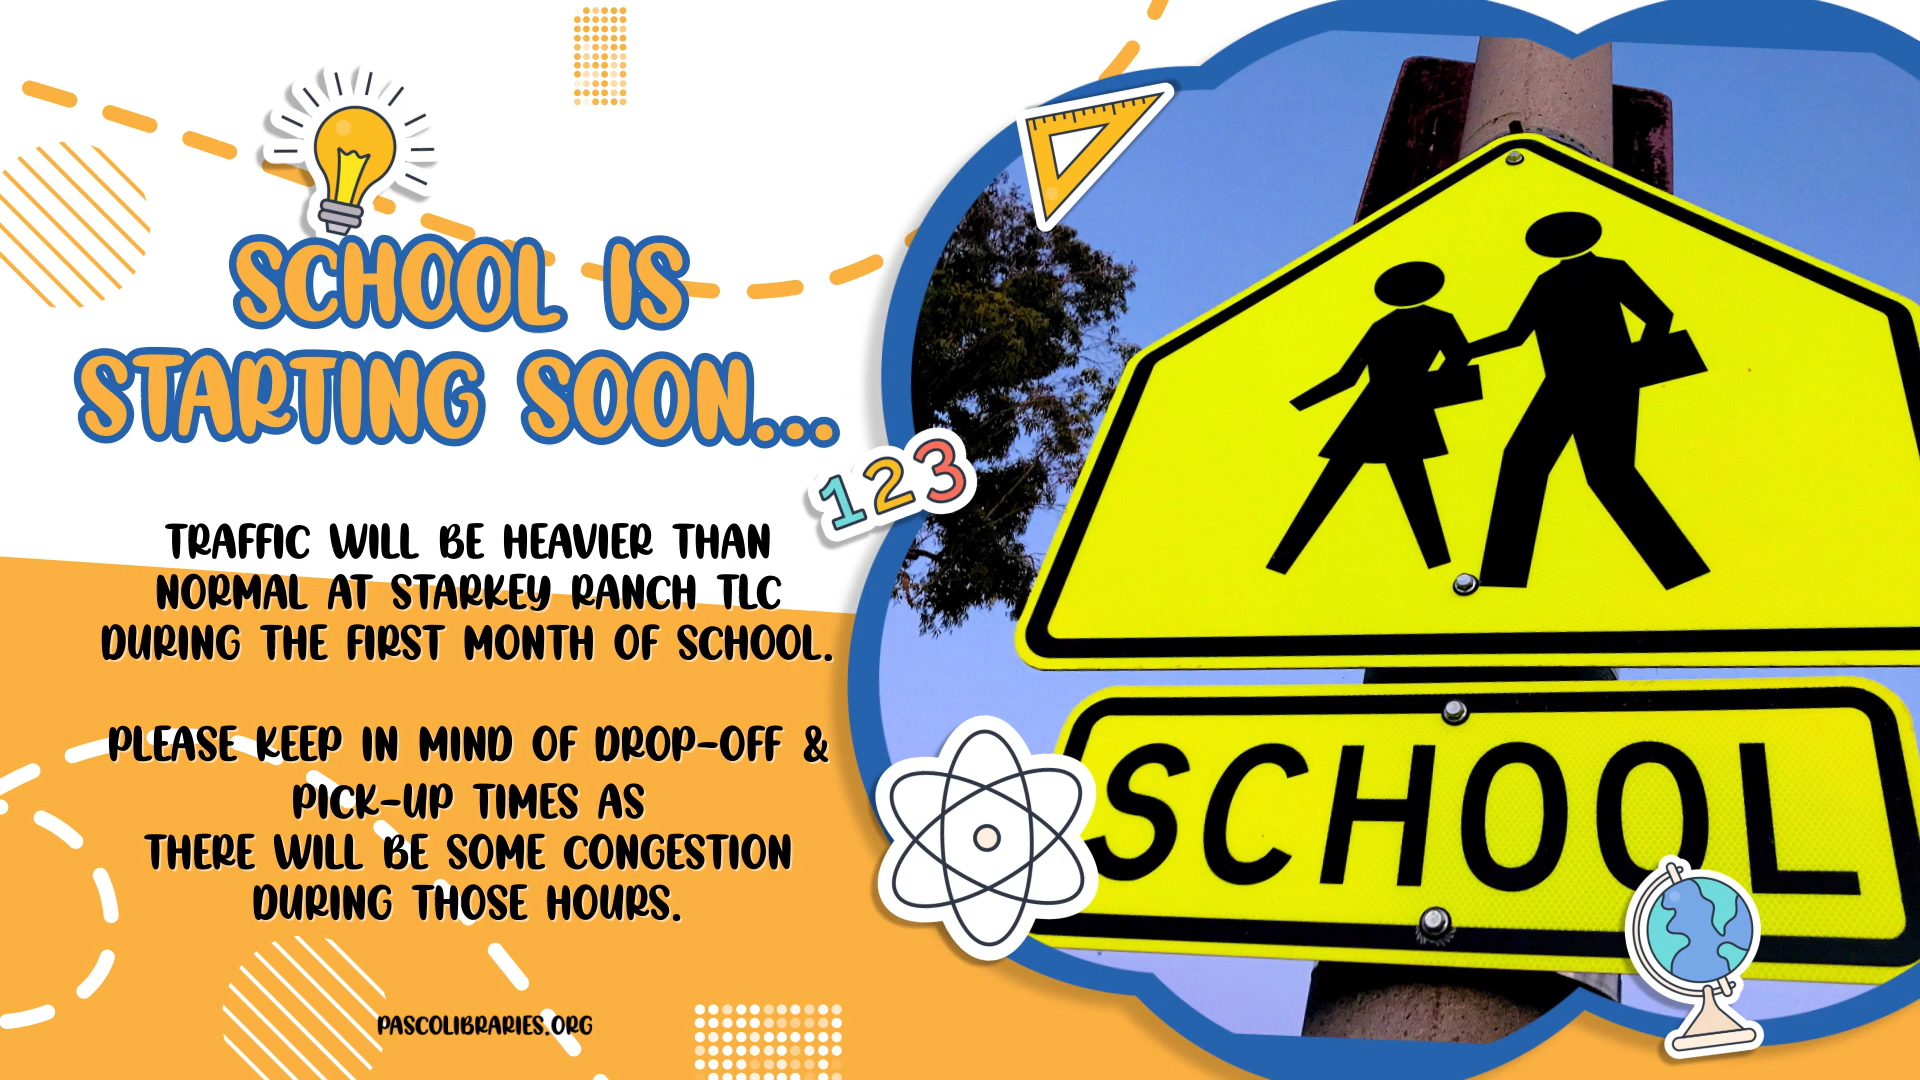 SCHOOL IS
STARTING SOON...
TRAFFIC WILL BE HEAVIER THAN
NORMAL AT STARKEY RANCH TLC
DURING THE FIRST MONTH OF SCHOOL.
PLEASE KEEP IN MIND OF DROP-OFF &
PICK-UP TIMES AS
THERE WILL BE SOME CONGESTION
DURING THOSE HOURS.
PASCOLIBRARIES.ORG
123
SCHOOL